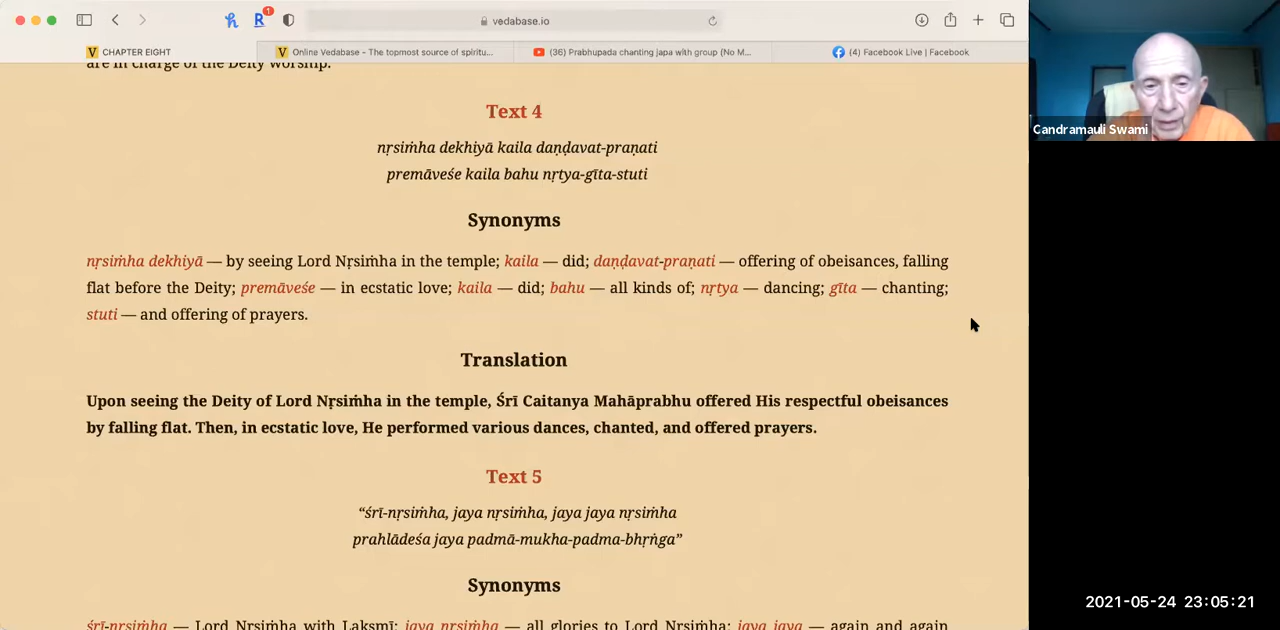 1
vedabase.io
CHAPTER EIGHT
Online Vedabase - The topmost source of spiritu...
(36) Prabhupada chanting japa with group (No M...
(4) Facebook Live | Facebook
are in charge of the Deity worship.
Text 4
nṛsiṁha dekhiyā kaila daṇḍavat-praṇati
premāveśe kaila bahu nṛtya-gīta-stuti
Synonyms
nṛsiṁha dekhiyā — by seeing Lord Nṛsiṁha in the temple; kaila — did; daṇḍavat-praṇati — offering of obeisances, falling
flat before the Deity; premāveśe — in ecstatic love; kaila — did; bahu — all kinds of; nṛtya — dancing; gīta — chanting;
stuti — and offering of prayers.
Translation
Upon seeing the Deity of Lord Nṛsiṁha in the temple, Śrī Caitanya Mahāprabhu offered His respectful obeisances
by falling flat. Then, in ecstatic love, He performed various dances, chanted, and offered prayers.
Text 5
“śrī-nṛsiṁha, jaya nṛsiṁha, jaya jaya nṛsiṁha
prahlādeśa jaya padmā-mukha-padma-bhṛṅga”
Synonyms
śrī-nṛsiṁha — Lord Nṛsiṁha with Lakṣmī; jaya nṛsiṁha — all glories to Lord Nṛsiṁha; jaya jaya — again and again
Candramauli Swami
2021-05-24 23:05:21